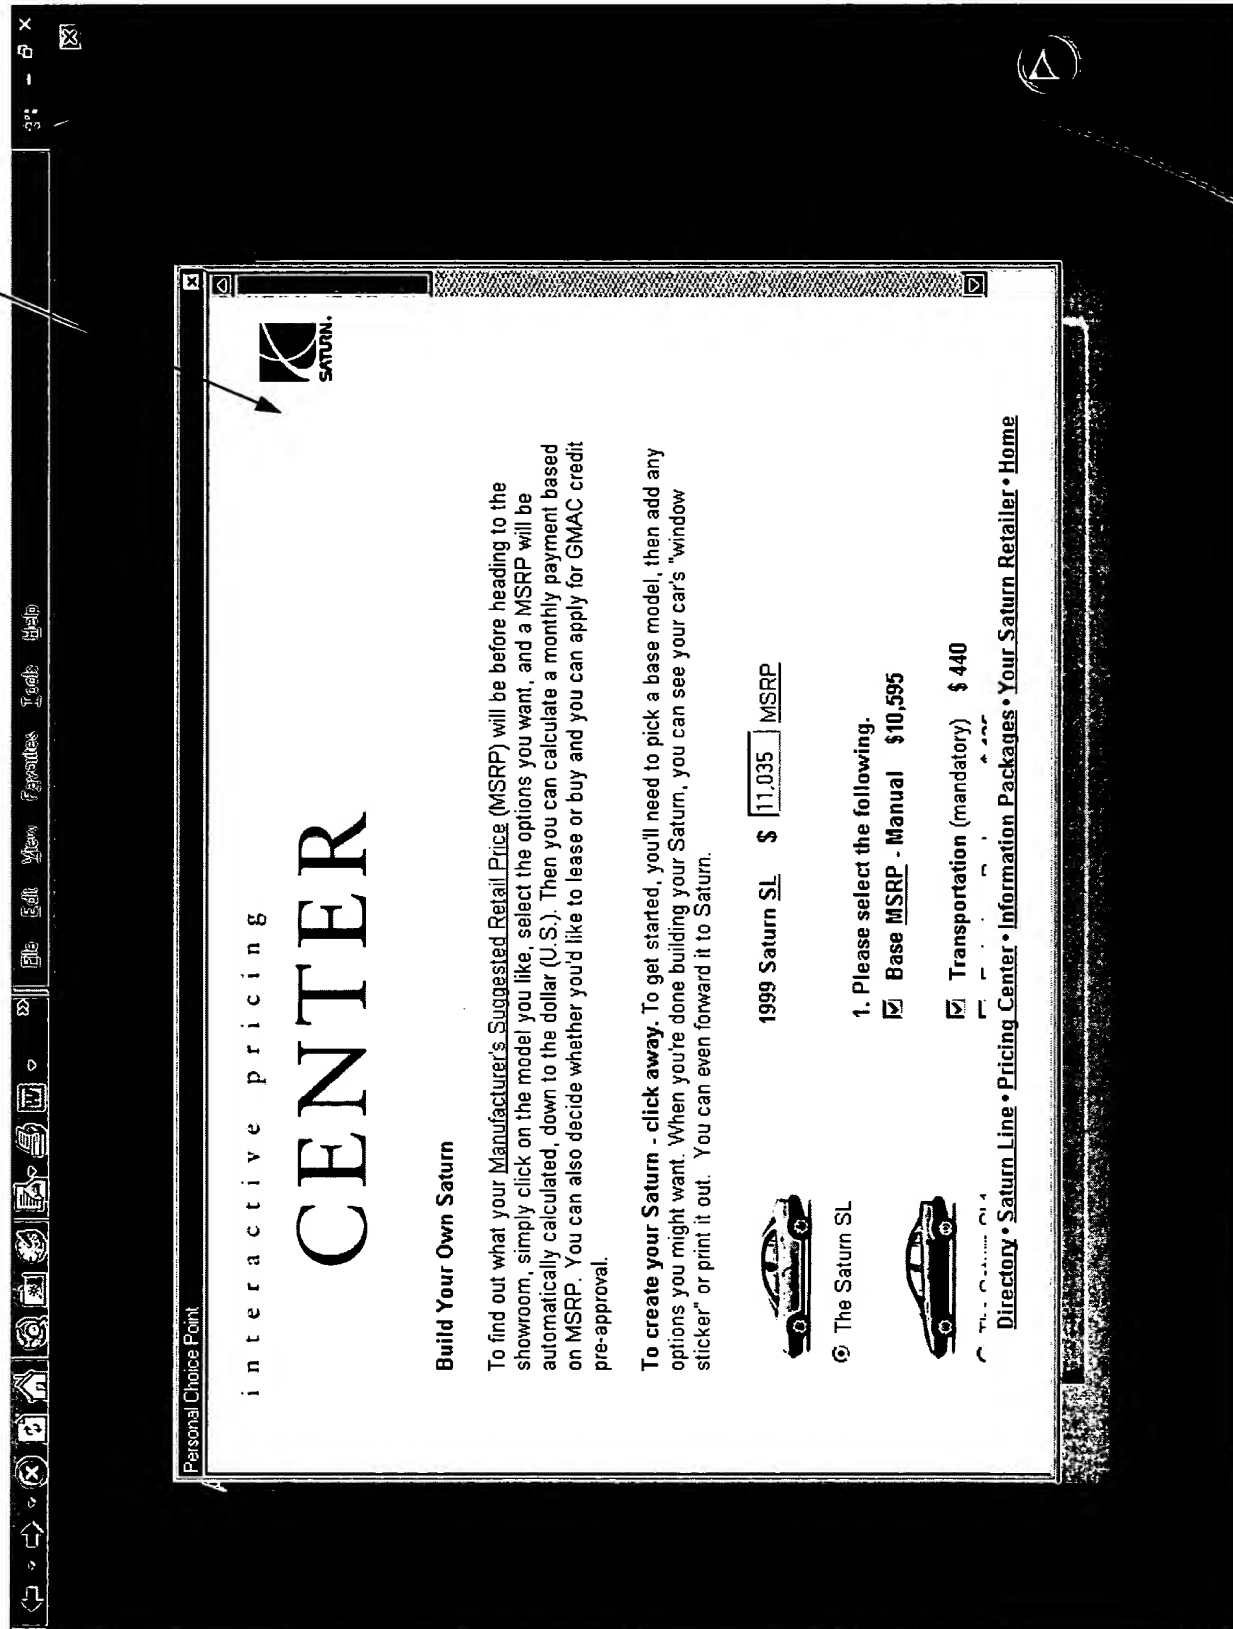 File Edit View Favorites Tools Help
Personal Choice Point
interactive pricing
CENTER
SATURN.
Build Your Own Saturn
To find out what your Manufacturer's Suggested Retail Price (MSRP) will be before heading to the
showroom, simply click on the model you like, select the options you want, and a MSRP will be
automatically calculated, down to the dollar (U.S.). Then you can calculate a monthly payment based
on MSRP. You can also decide whether you'd like to lease or buy and you can apply for GMAC credit
pre-approval.
To create your Saturn - click away. To get started, you'll need to pick a base model, then add any
options you might want. When you're done building your Saturn, you can see your car's "window
sticker" or print it out. You can even forward it to Saturn.
1999 Saturn SL $ 11,035 MSRP
The Saturn SL
1. Please select the following.
Base MSRP - Manual $10,595
Transportation (mandatory) $ 440
Directory • Saturn Line • Pricing Center • Information Packages • Your Saturn Retailer • Home